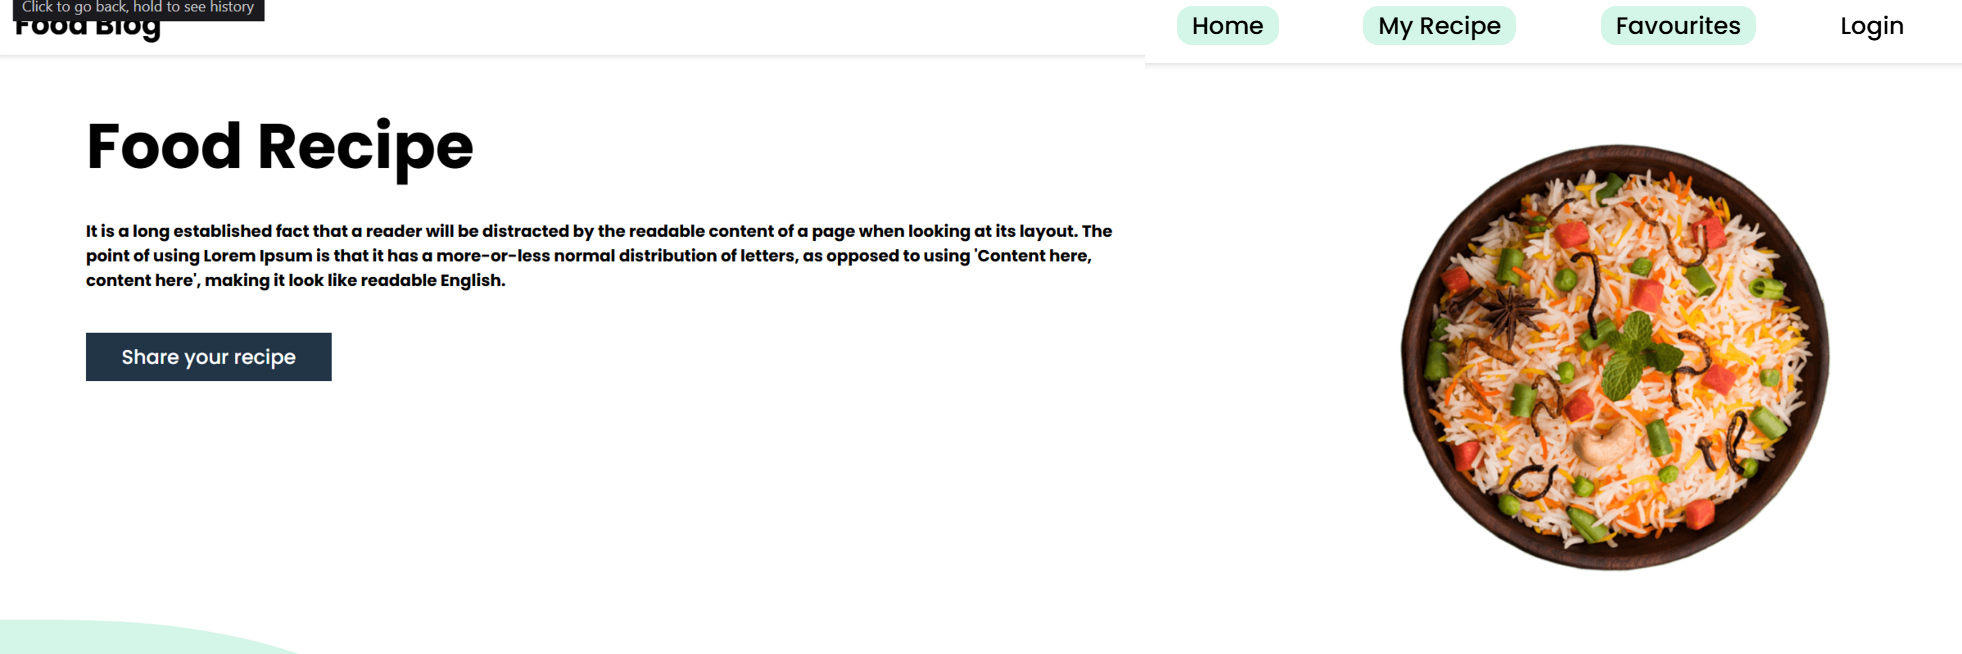 Click to go back, hold to see history
Food Blog
Home
My Recipe
Favourites
Login
Food Recipe
It is a long established fact that a reader will be distracted by the readable content of a page when looking at its layout. The
point of using Lorem Ipsum is that it has a more-or-less normal distribution of letters, as opposed to using 'Content here,
content here', making it look like readable English.
Share your recipe